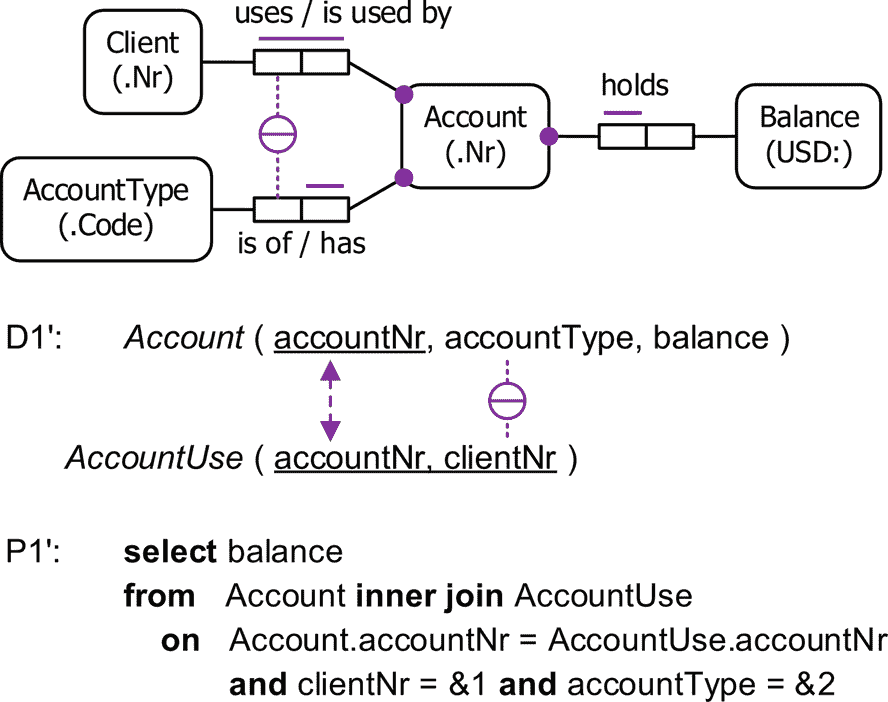 uses / is used by
Client
(.Nr)
holds
Account
(.Nr)
Balance
(USD:)
AccountType
(.Code)
is of / has
D1': Account ( accountNr, accountType, balance )
AccountUse ( accountNr, clientNr )
P1': select balance
from Account inner join AccountUse
on Account.accountNr = AccountUse.accountNr
and clientNr = &1 and accountType = &2